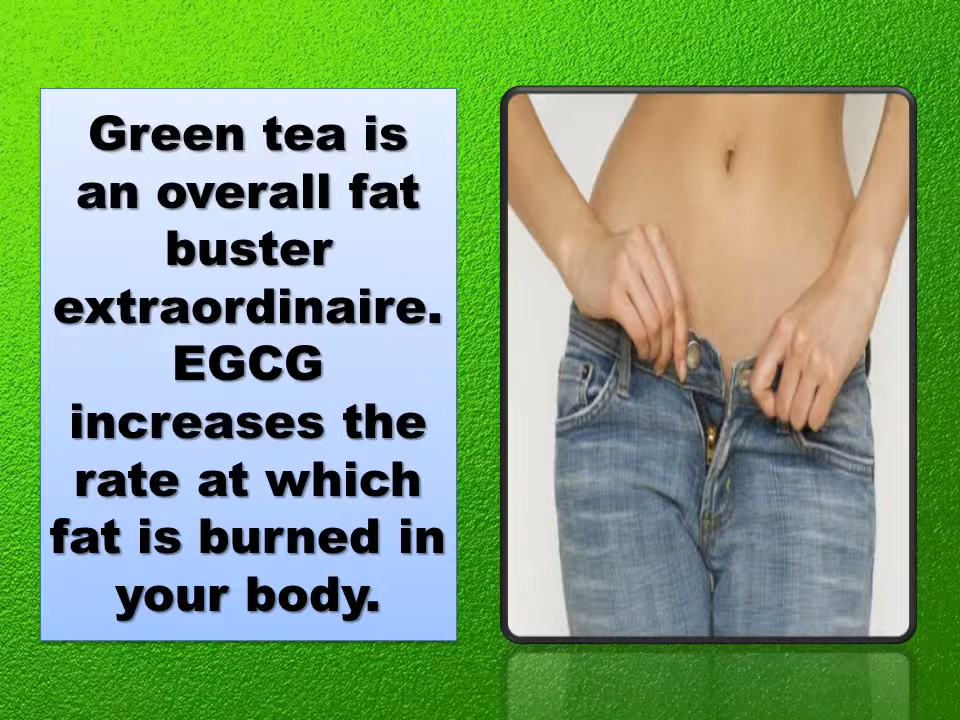 Green tea is
an overall fat
buster
extraordinaire.
EGCG
increases the
rate at which
fat is burned in
your body.